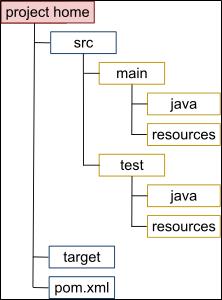 project home
src
main
java
resources
test
java
resources
target
pom.xml